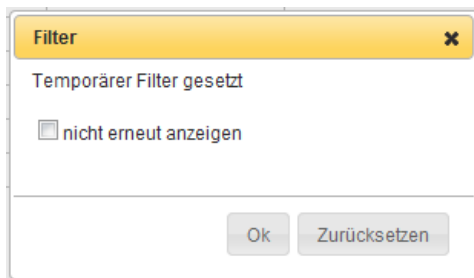 Filter
Temporärer Filter gesetzt
nicht erneut anzeigen
Ok Zurücksetzen